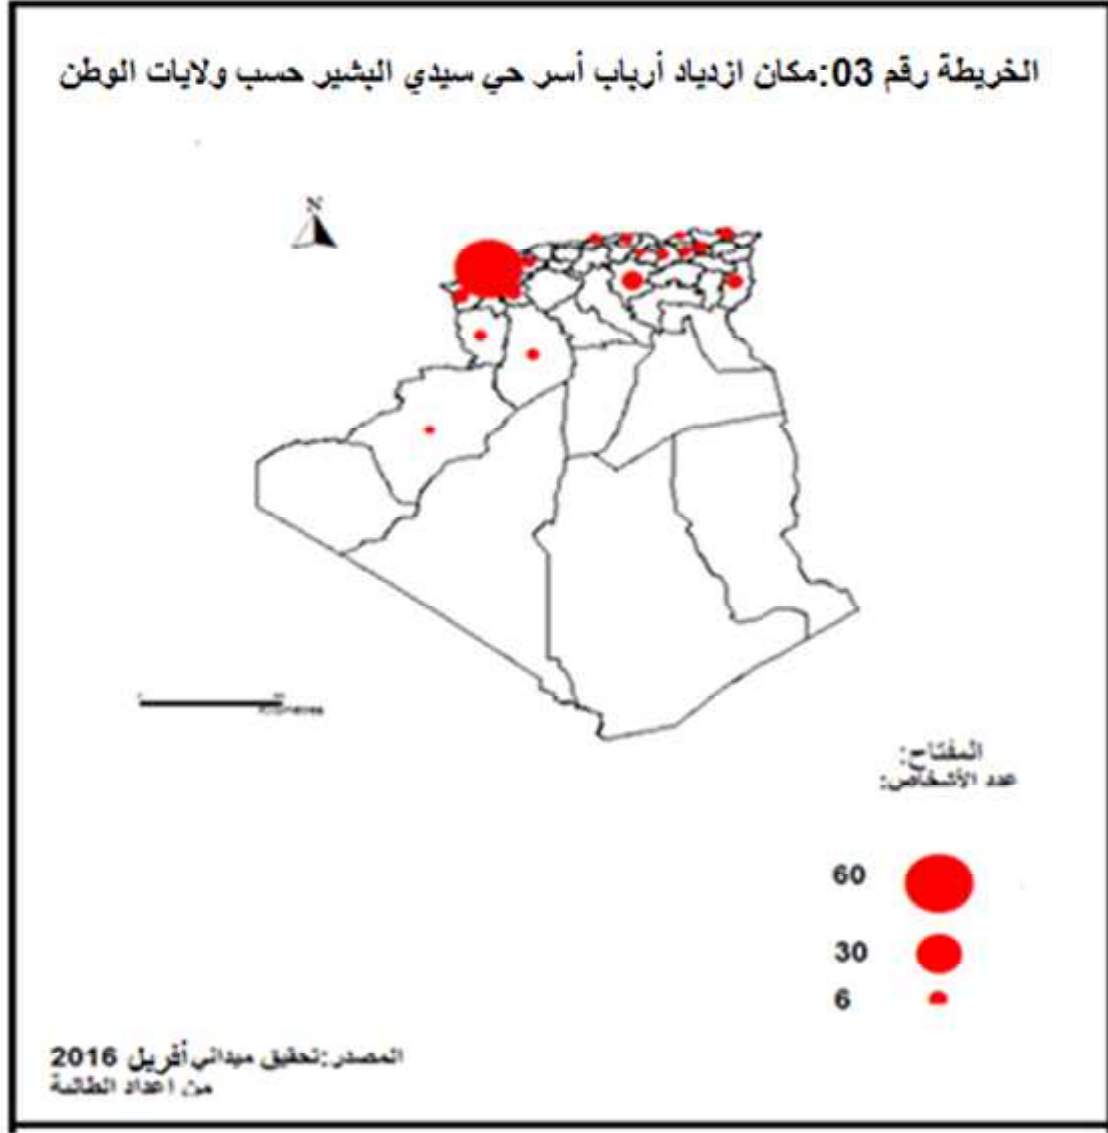 الخريطة رقم 03:مكان ازدياد أرباب أسر حي سيدي البشير حسب ولايات الوطن
N
المفتاح:
عدد الأشخاص:
60
30
6
المصدر:تحقيق ميداني أفريل 2016
من اعداد الطالبة